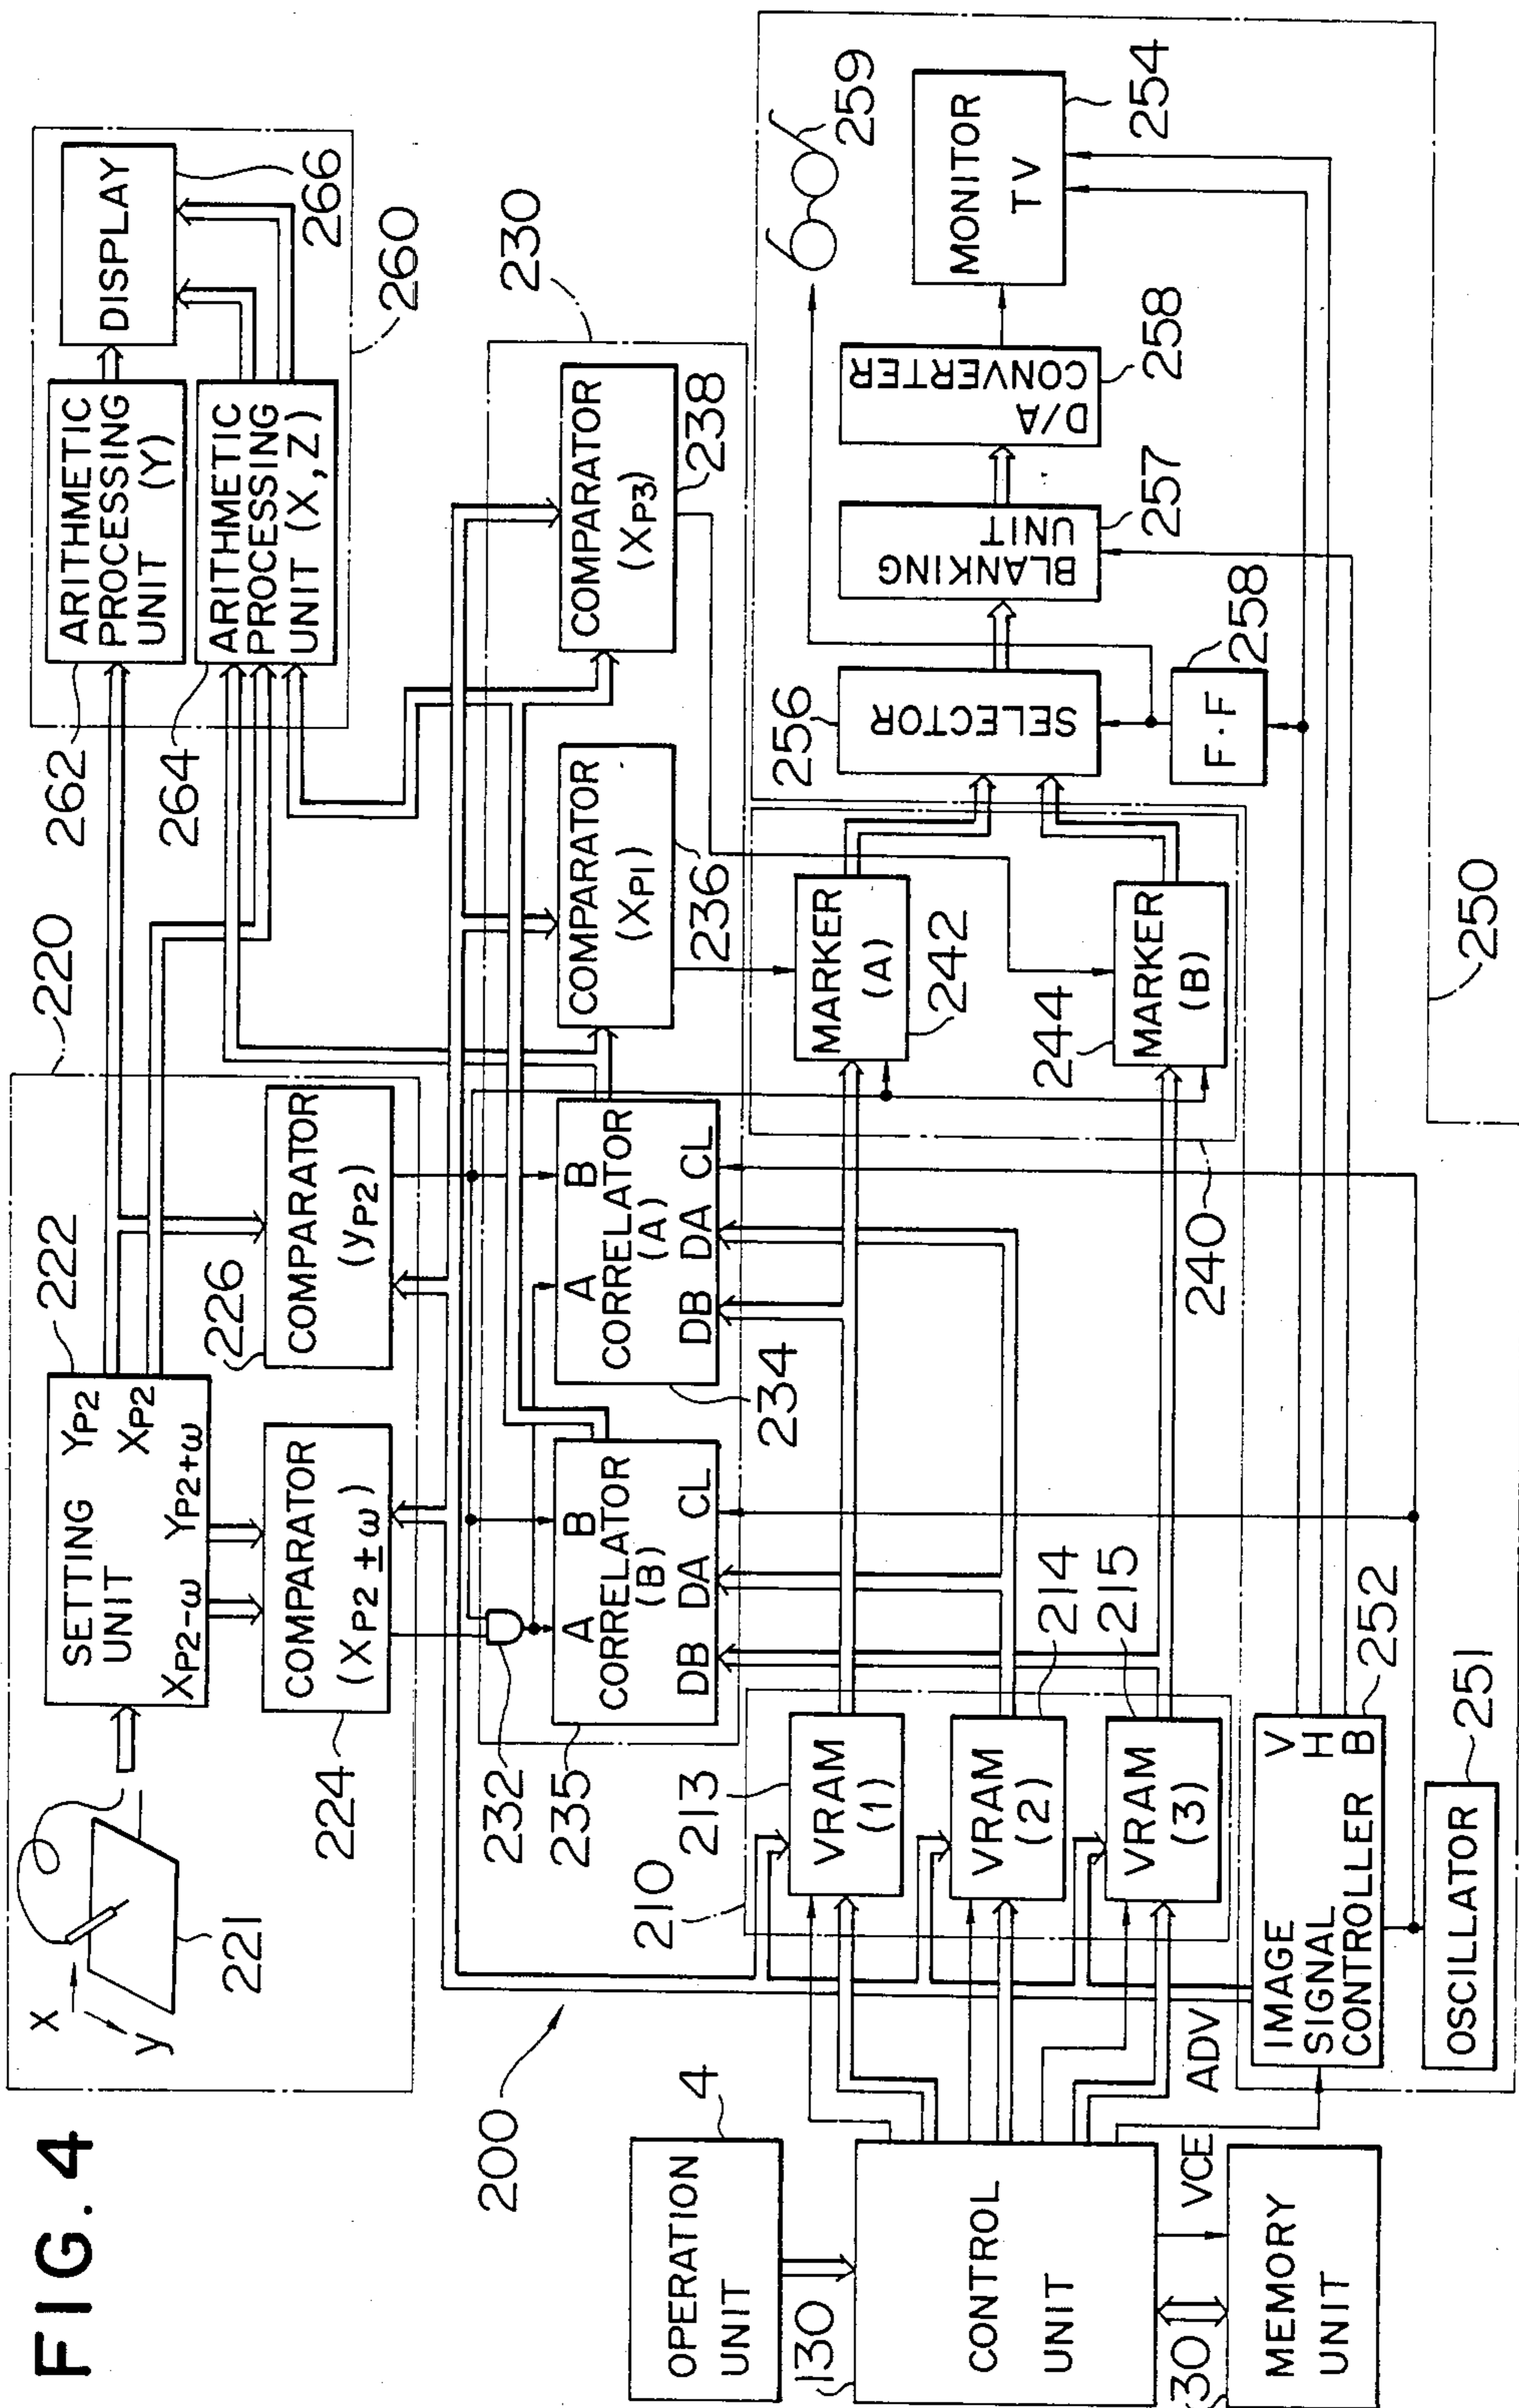 FIG. 4
x
y
221
SETTING
UNIT
YP2
XP2
XP2-ω
YP2+ω
222
220
COMPARATOR
(XP2 ± ω)
224
COMPARATOR
(yP2)
226
ARITHMETIC
PROCESSING
UNIT (Y)
262
ARITHMETIC
PROCESSING
UNIT (X,Z)
264
DISPLAY
266
260
200
232
A
B
CORRELATOR
(B)
DB DA CL
235
A
B
CORRELATOR
(A)
DB DA CL
234
COMPARATOR
(XP1)
236
COMPARATOR
(XP3)
238
230
OPERATION
UNIT
4
CONTROL
UNIT
130
MEMORY
UNIT
30
VCE
ADV
210
VRAM
(1)
213
VRAM
(2)
214
VRAM
(3)
215
MARKER
(A)
242
MARKER
(B)
244
240
SELECTOR
256
F·F
258
BLANKING
UNIT
257
D/A
CONVERTER
258
MONITOR
TV
254
259
IMAGE
SIGNAL
CONTROLLER
V
H
B
252
OSCILLATOR
251
250